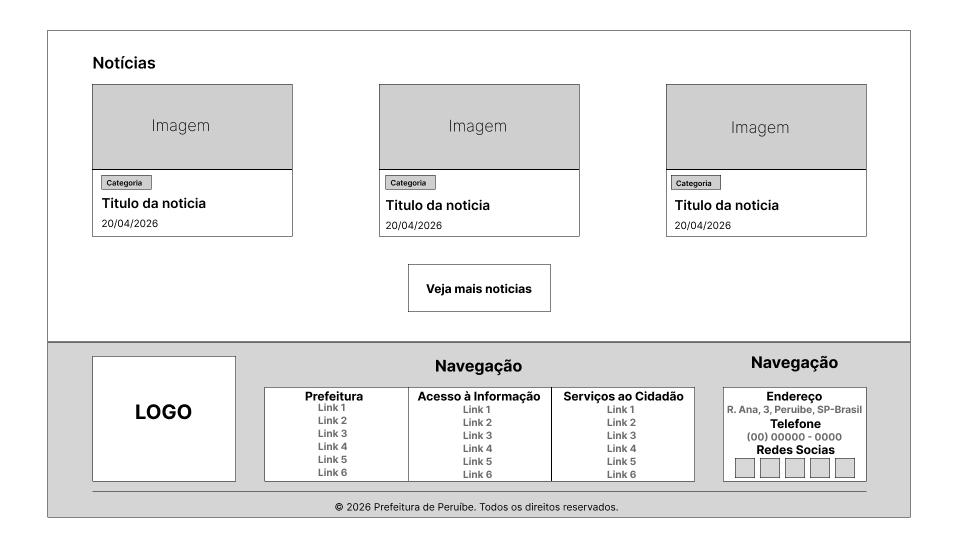 Notícias
Imagem
Categoria
Titulo da noticia
20/04/2026
Imagem
Categoria
Titulo da noticia
20/04/2026
Imagem
Categoria
Titulo da noticia
20/04/2026
Veja mais noticias
LOGO
Navegação
Prefeitura
Link 1
Link 2
Link 3
Link 4
Link 5
Link 6
Acesso à Informação
Link 1
Link 2
Link 3
Link 4
Link 5
Link 6
Serviços ao Cidadão
Link 1
Link 2
Link 3
Link 4
Link 5
Link 6
Navegação
Endereço
R. Ana, 3, Peruibe, SP-Brasil
Telefone
(00) 00000 - 0000
Redes Socias
© 2026 Prefeitura de Peruíbe. Todos os direitos reservados.